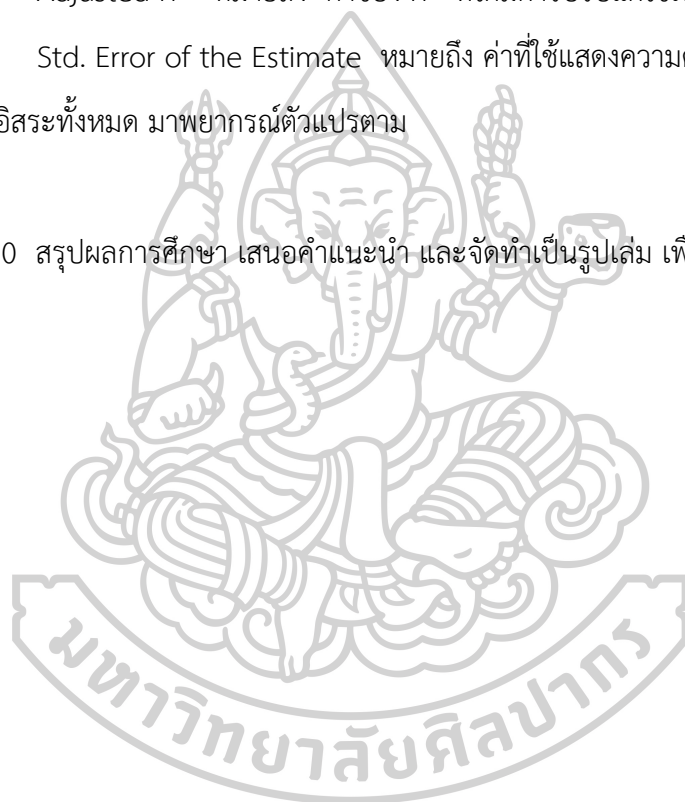 Std. Error of the Estimate หมายถึง ค่าที่ใช้แสดงความ
อิสระทั้งหมด มาพยากรณ์ตัวแปรตาม
0 สรุปผลการศึกษา เสนอคำแนะนำ และจัดทำเป็นรูปเล่ม
มหาวิทยาลัยศิลปากร